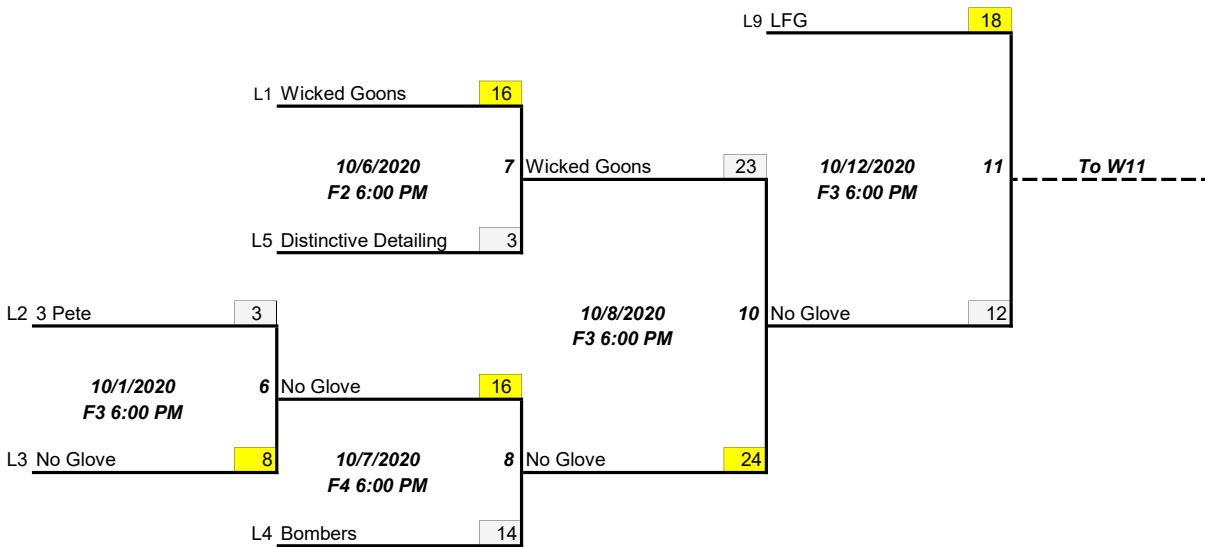 L9 LFG 18
L1 Wicked Goons 16
10/6/2020 7 Wicked Goons 23 10/12/2020 11 To W11
F2 6:00 PM F3 6:00 PM
L5 Distinctive Detailing 3
L2 3 Pete 3 10/8/2020 10 No Glove 12
F3 6:00 PM
10/1/2020 6 No Glove 16
F3 6:00 PM
L3 No Glove 8 10/7/2020 8 No Glove 24
F4 6:00 PM
L4 Bombers 14